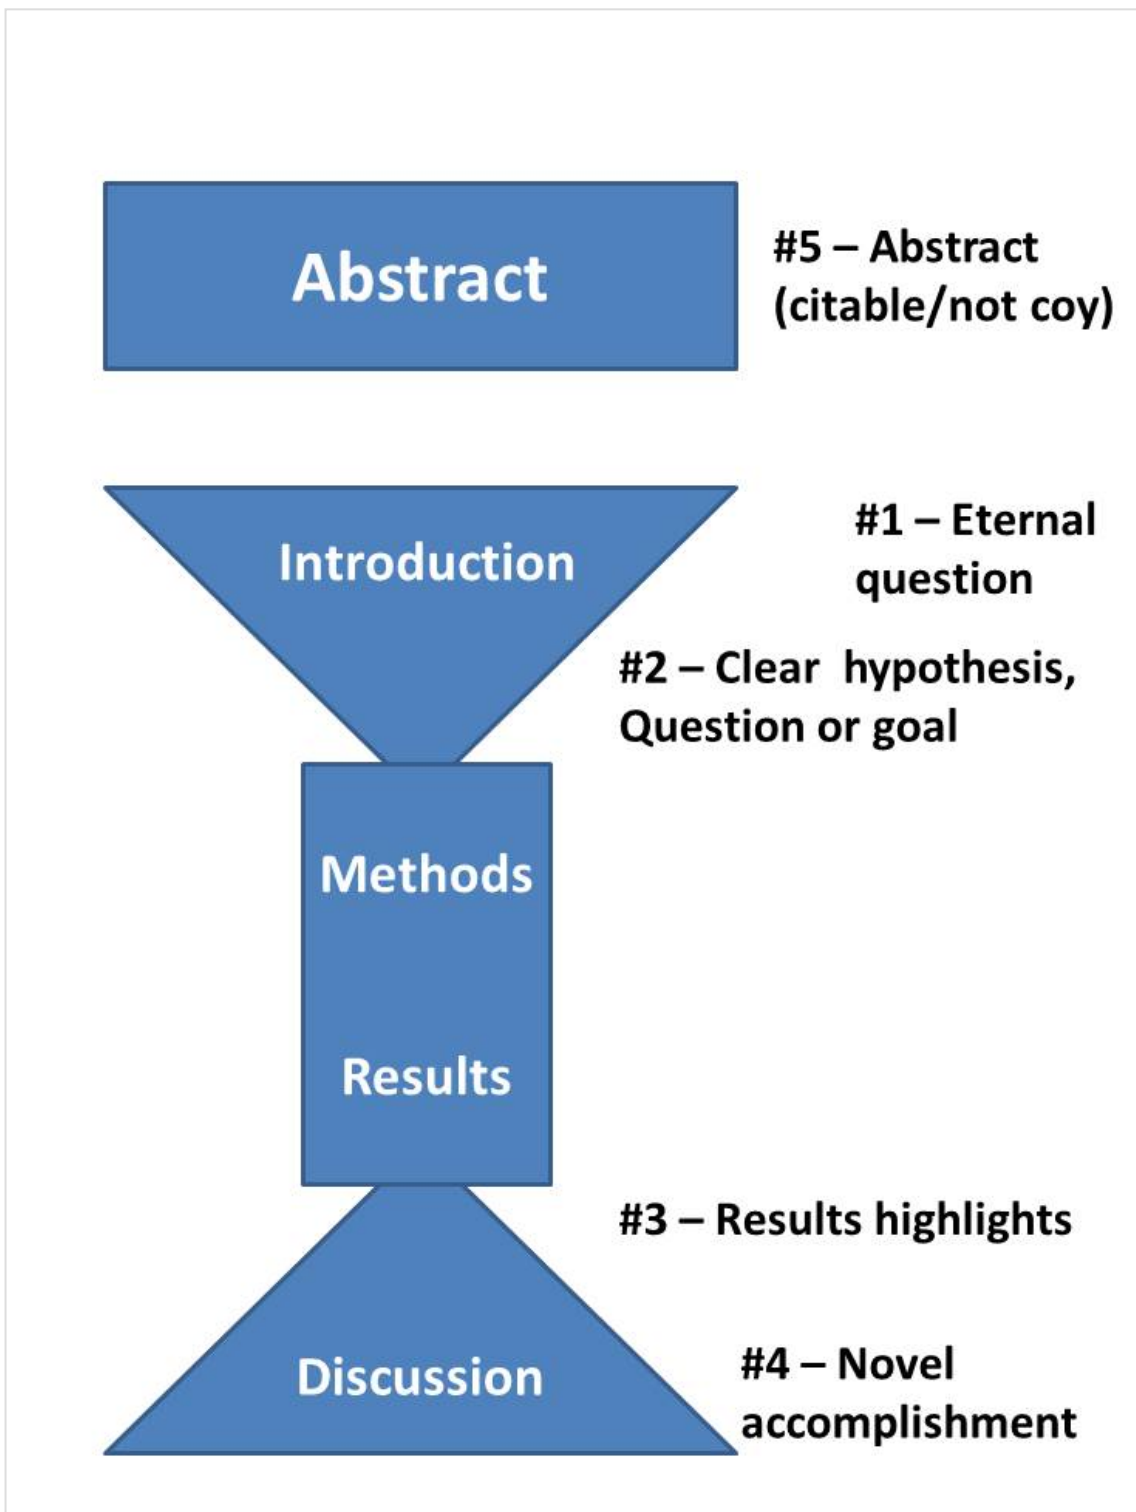 Abstract
#5 – Abstract
(citable/not coy)
Introduction
#1 – Eternal
question
#2 – Clear  hypothesis,
Question or goal
Methods
Results
#3 – Results highlights
Discussion
#4 – Novel
accomplishment